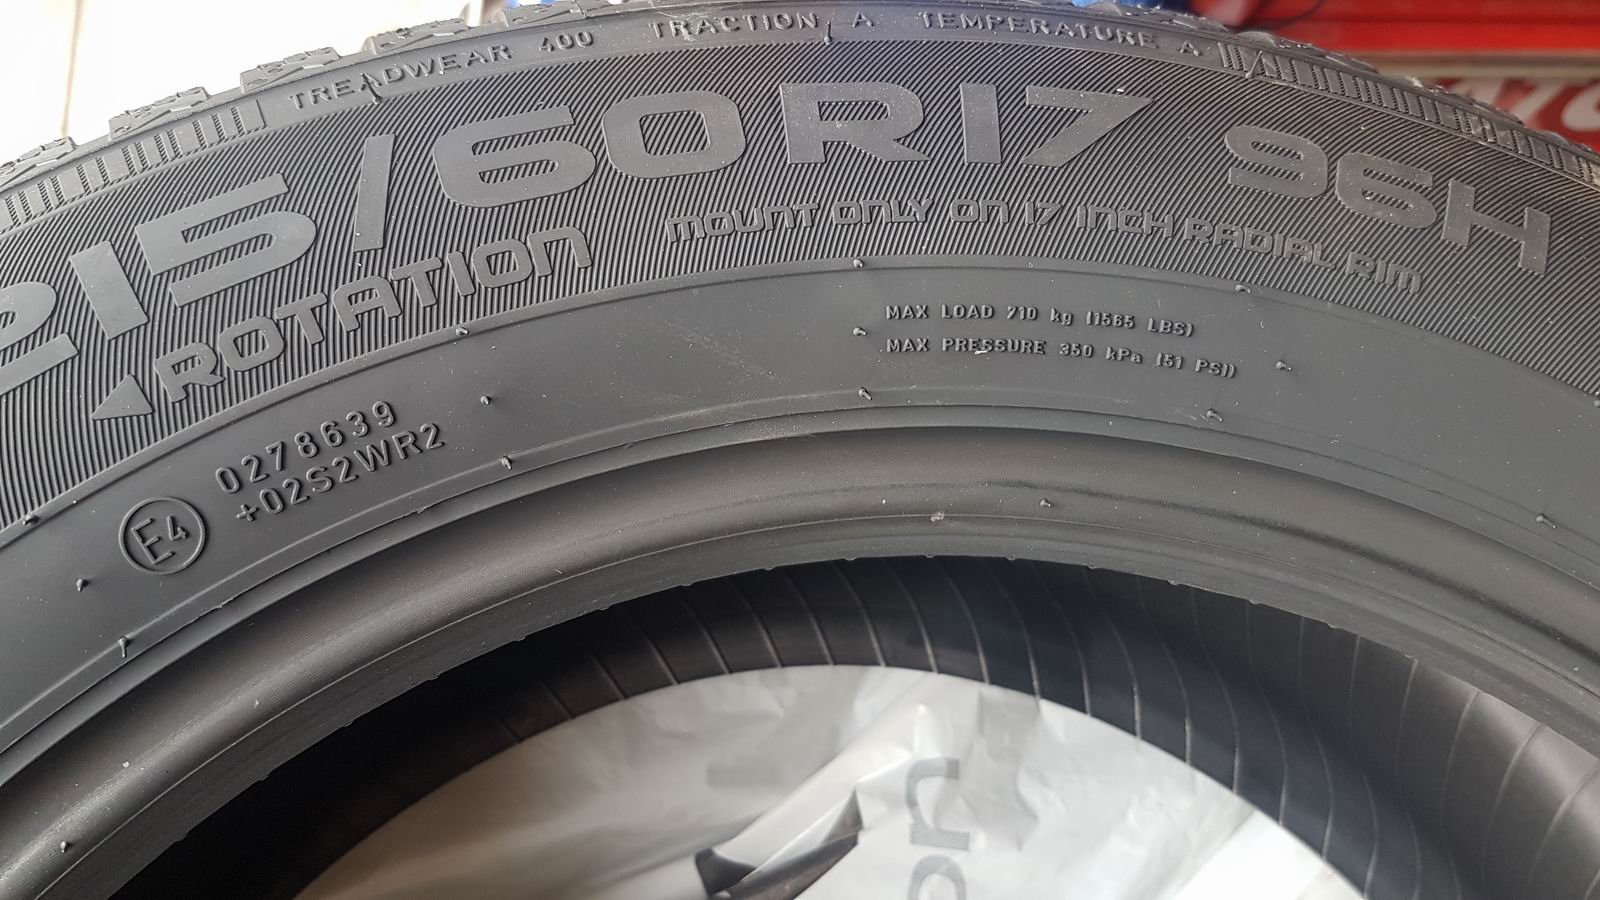 TREADWEAR 400 TRACTION A TEMPERATURE A
215/60R17 96H
ROTATION
MOUNT ONLY ON 17 INCH RADIAL RIM
MAX LOAD 710 kg (1565 LBS)
MAX PRESSURE 350 kPa (51 PSI)
E4
0278639
+02S2WR2